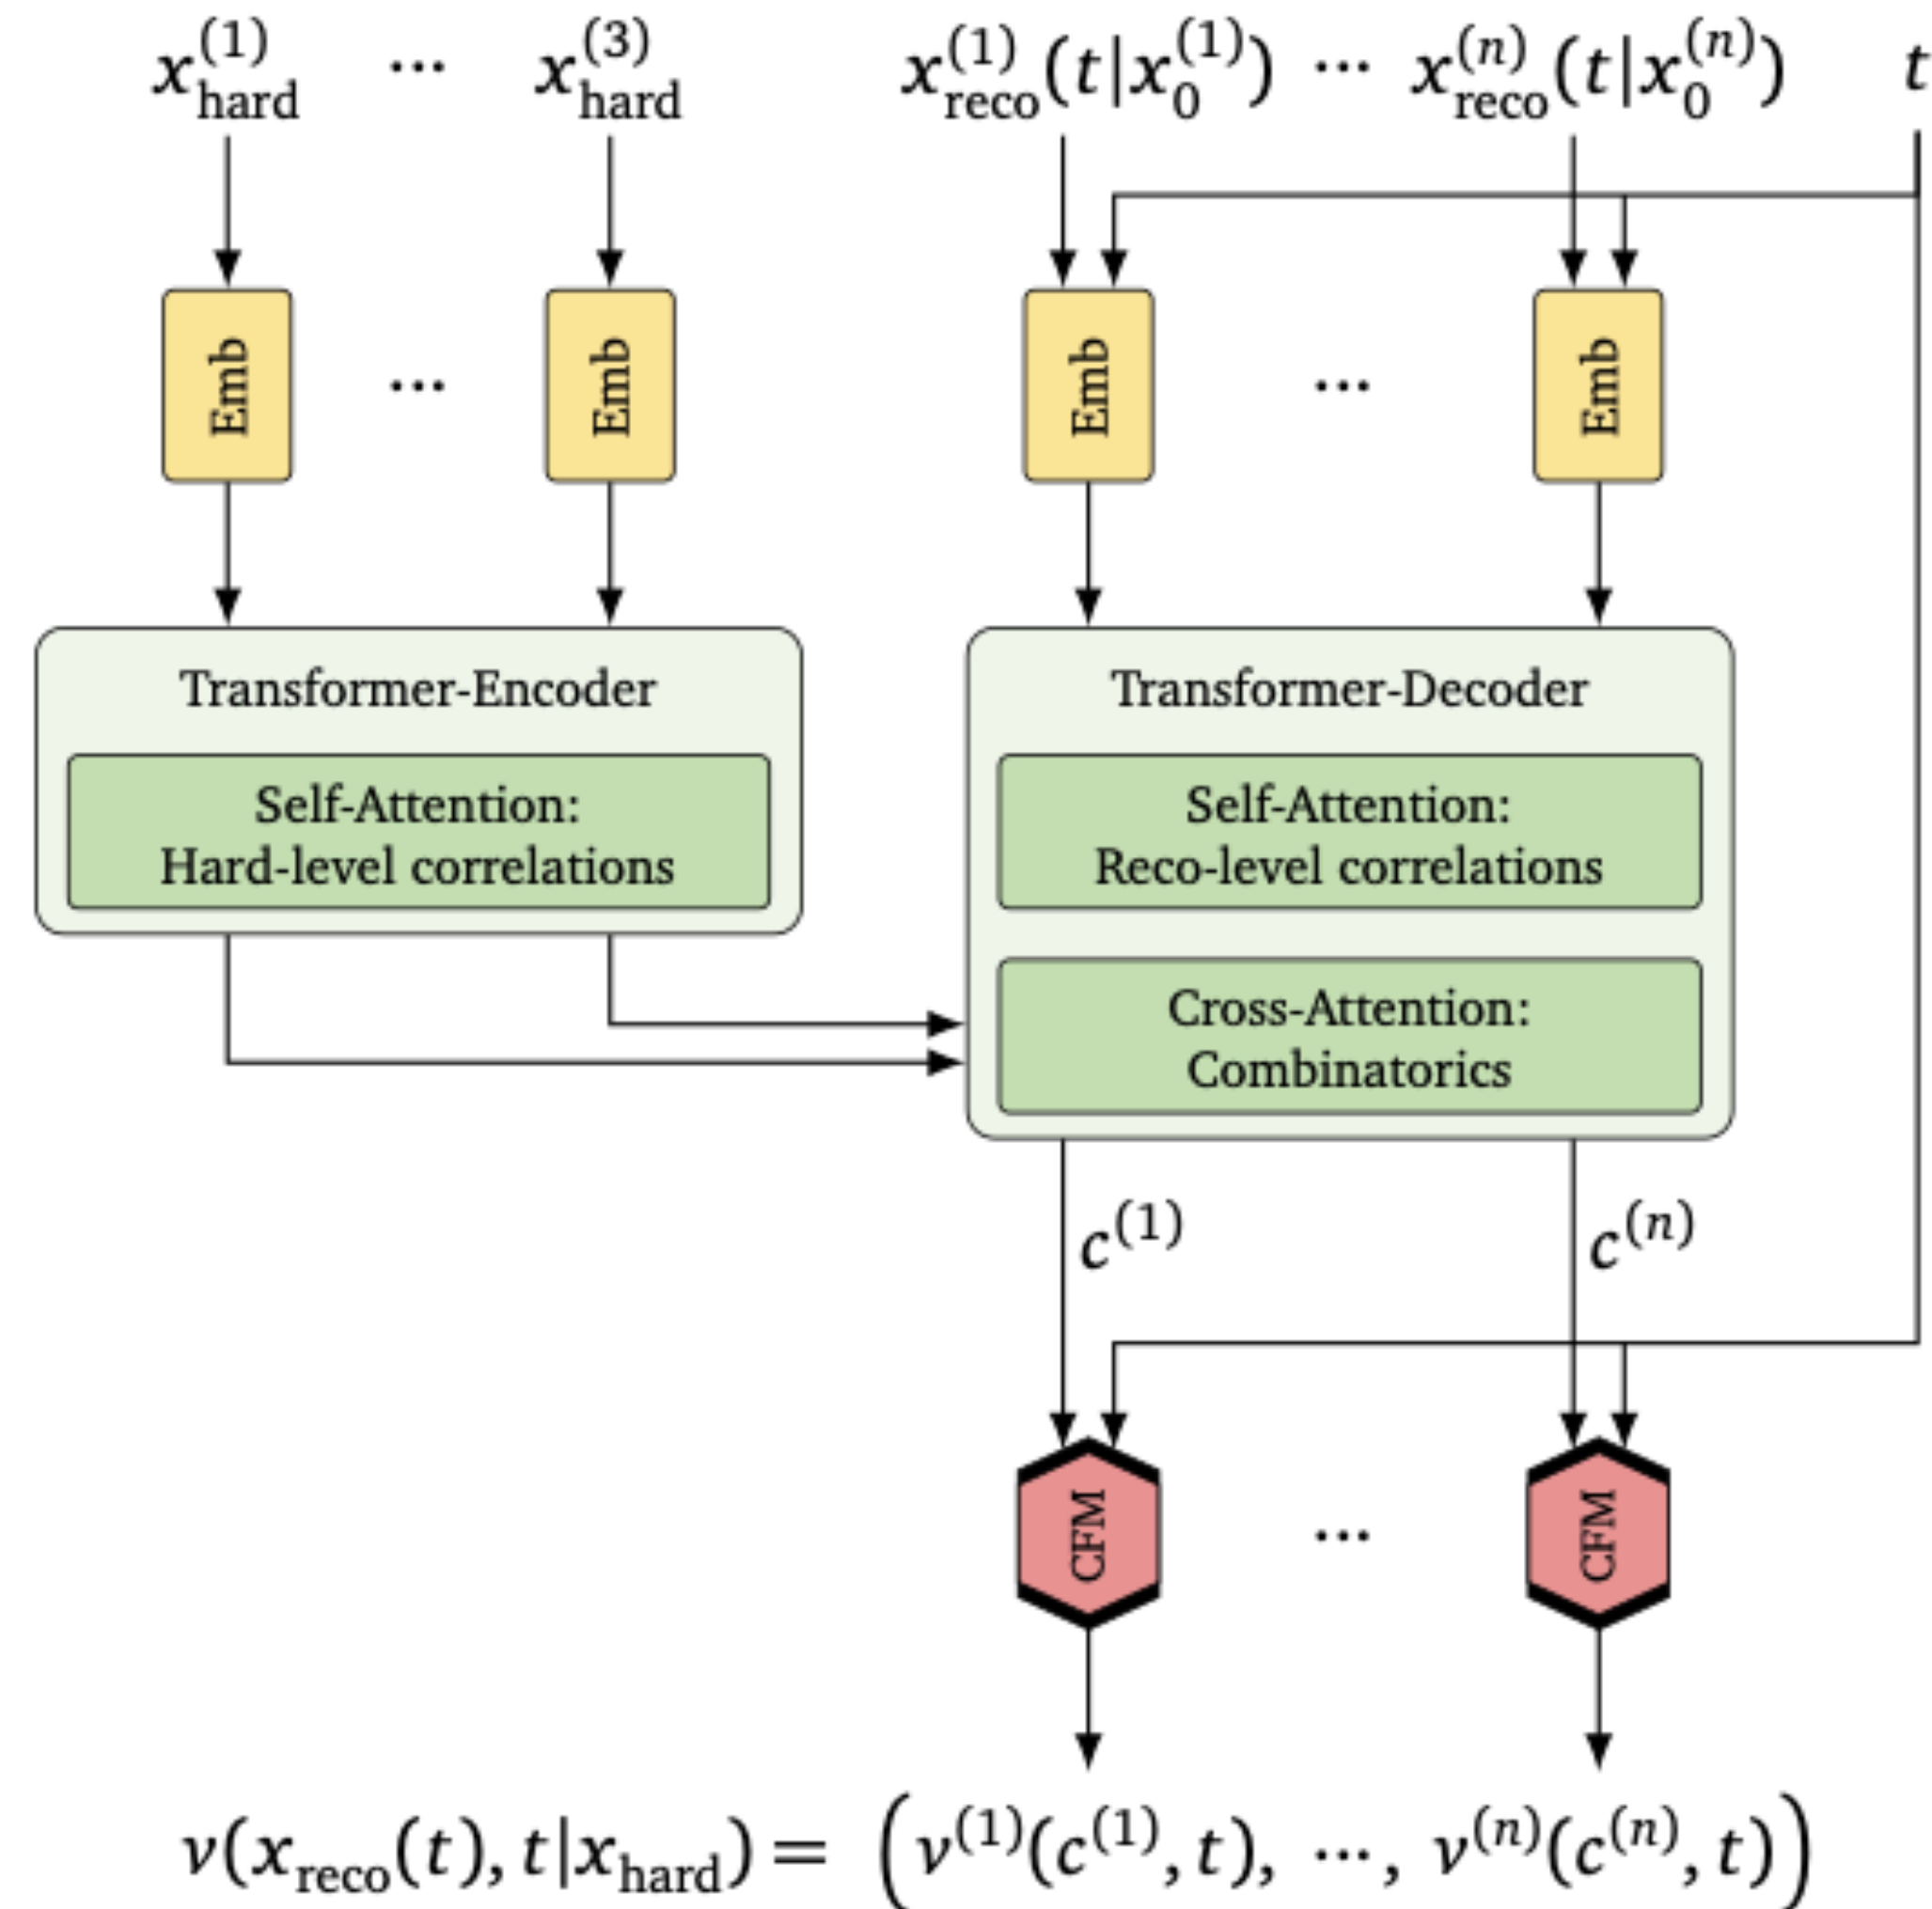 x_hard^(1) ... x_hard^(3) x_reco^(1)(t|x_0^(1)) ... x_reco^(n)(t|x_0^(n)) t
Emb ... Emb Emb ... Emb
Transformer-Encoder
Self-Attention:
Hard-level correlations
Transformer-Decoder
Self-Attention:
Reco-level correlations
Cross-Attention:
Combinatorics
c^(1) c^(n)
CFM ... CFM
v(x_reco(t), t|x_hard) = (v^(1)(c^(1), t), ..., v^(n)(c^(n), t))